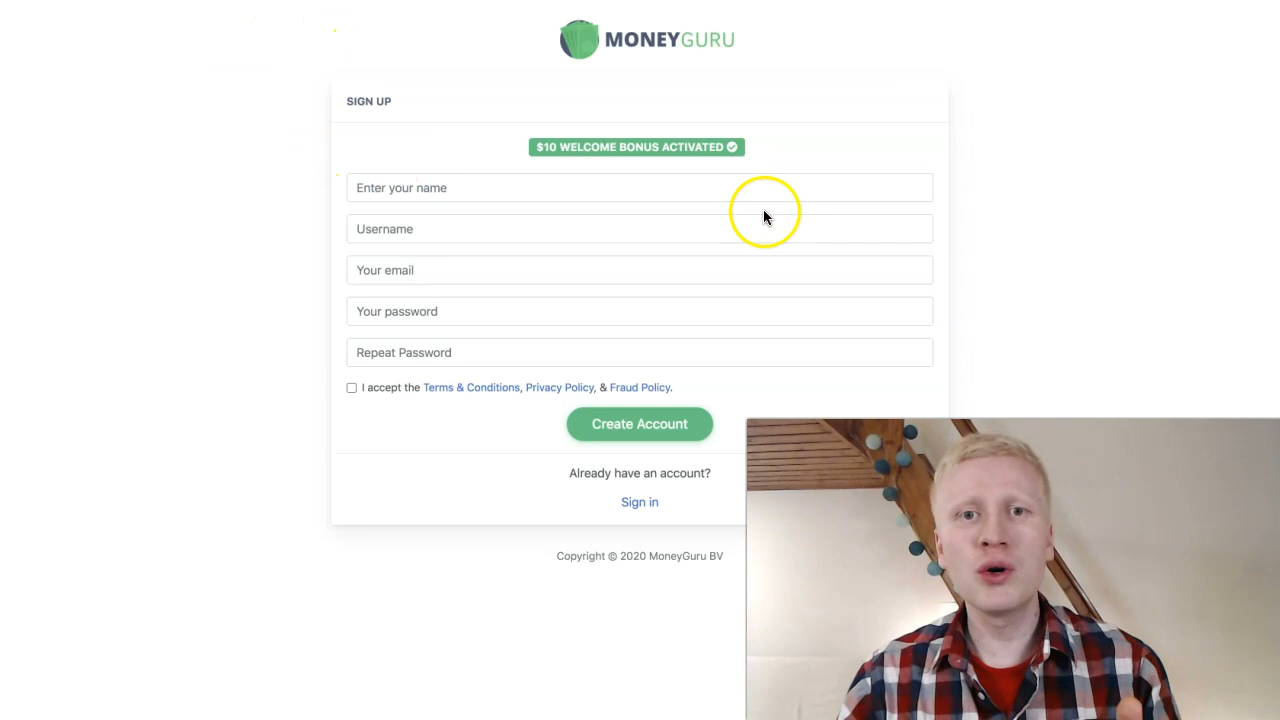 MONEYGURU
SIGN UP
$10 WELCOME BONUS ACTIVATED
Enter your name
Username
Your email
Your password
Repeat Password
I accept the Terms & Conditions, Privacy Policy, & Fraud Policy.
Create Account
Already have an account?
Sign in
Copyright © 2020 MoneyGuru BV